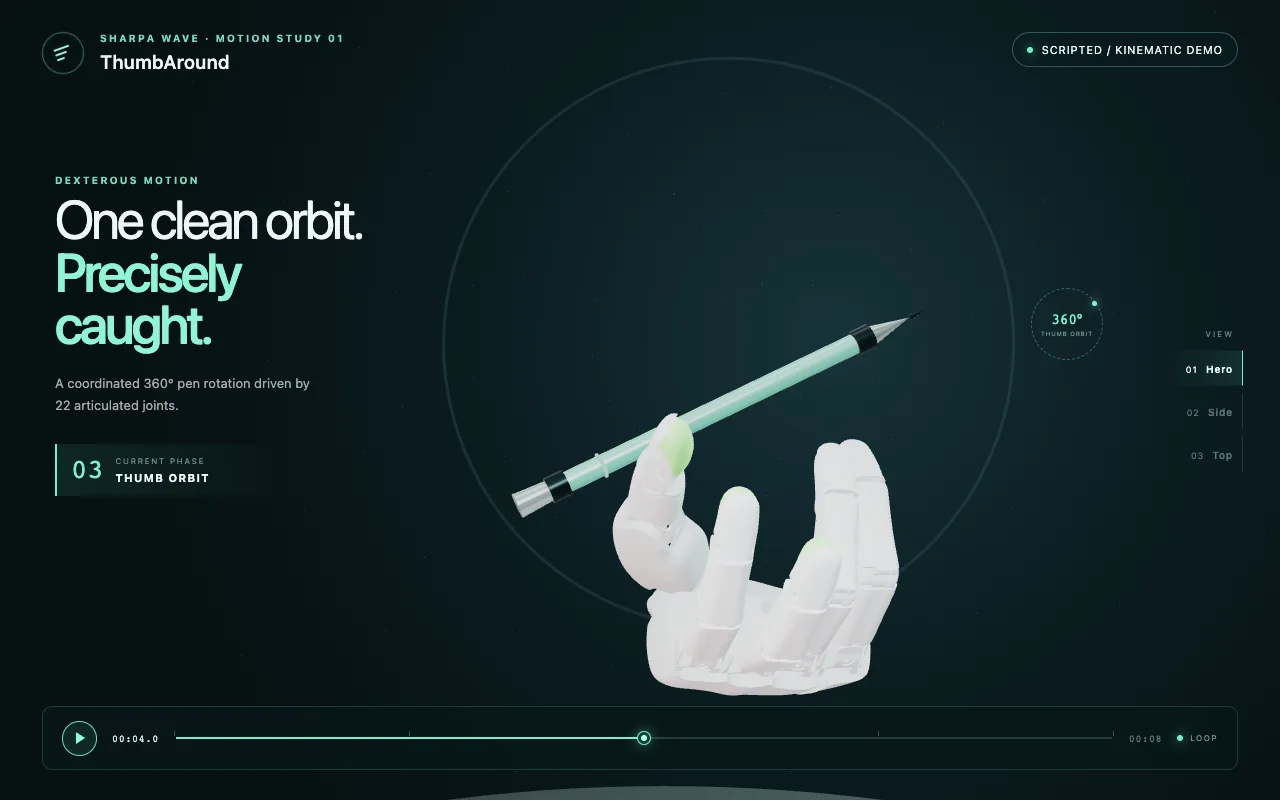 SHARPA WAVE · MOTION STUDY 01
ThumbAround
SCRIPTED / KINEMATIC DEMO
DEXTEROUS MOTION
One clean orbit.
Precisely
caught.
A coordinated 360° pen rotation driven by
22 articulated joints.
03
CURRENT PHASE
THUMB ORBIT
360°
THUMB ORBIT
VIEW
01 Hero
02 Side
03 Top
00:04.0
00:08
LOOP